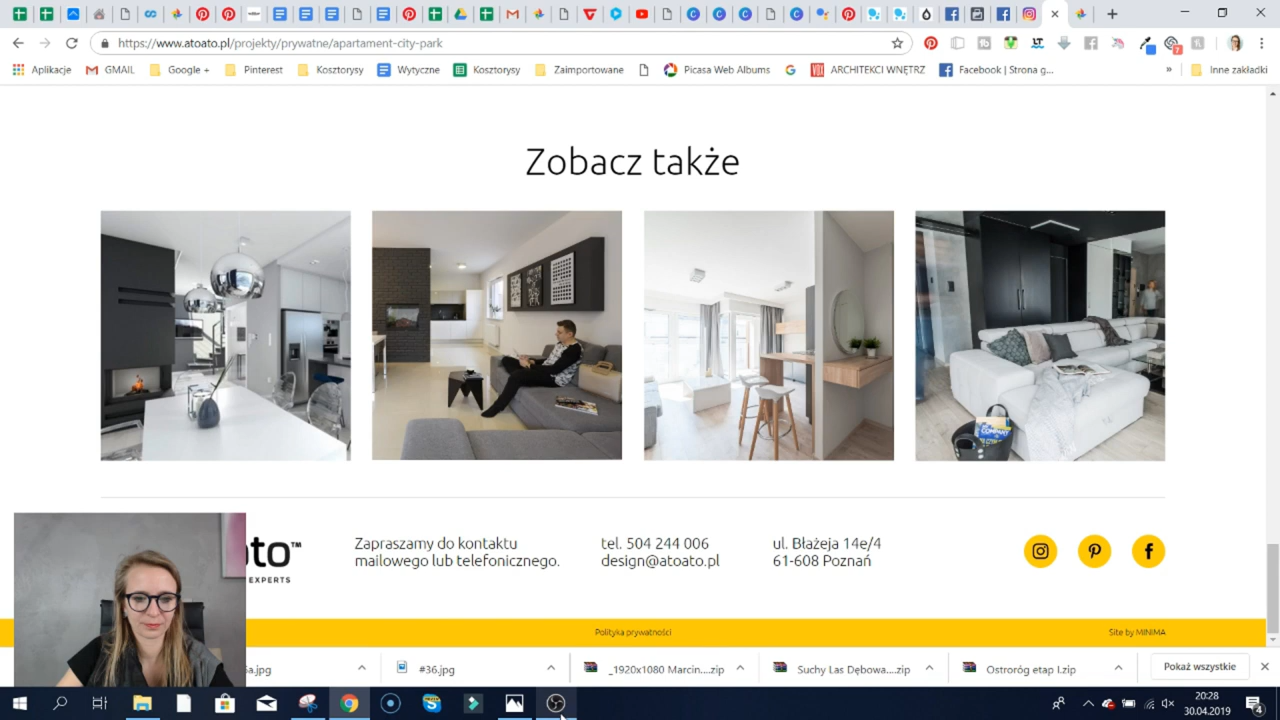 https://www.atoato.pl/projekty/prywatne/apartament-city-park
7
Aplikacje
GMAIL
Google +
Pinterest
Kosztorysy
Wytyczne
Kosztorysy
Zaimportowane
Picasa Web Albums
ARCHITEKCI WNĘTRZ
Facebook | Strona g...
»
Inne zakładki
Zobacz także
COMPANY
ato™
EXPERTS
Zapraszamy do kontaktu
mailowego lub telefonicznego.
tel. 504 244 006
design@atoato.pl
ul. Błażeja 14e/4
61-608 Poznań
Polityka prywatności
Site by MINIMA
a.jpg
#36.jpg
_1920x1080 Marcin....zip
Suchy Las Dębowa....zip
Ostroróg etap I.zip
Pokaż wszystkie
20:28
30.04.2019
4